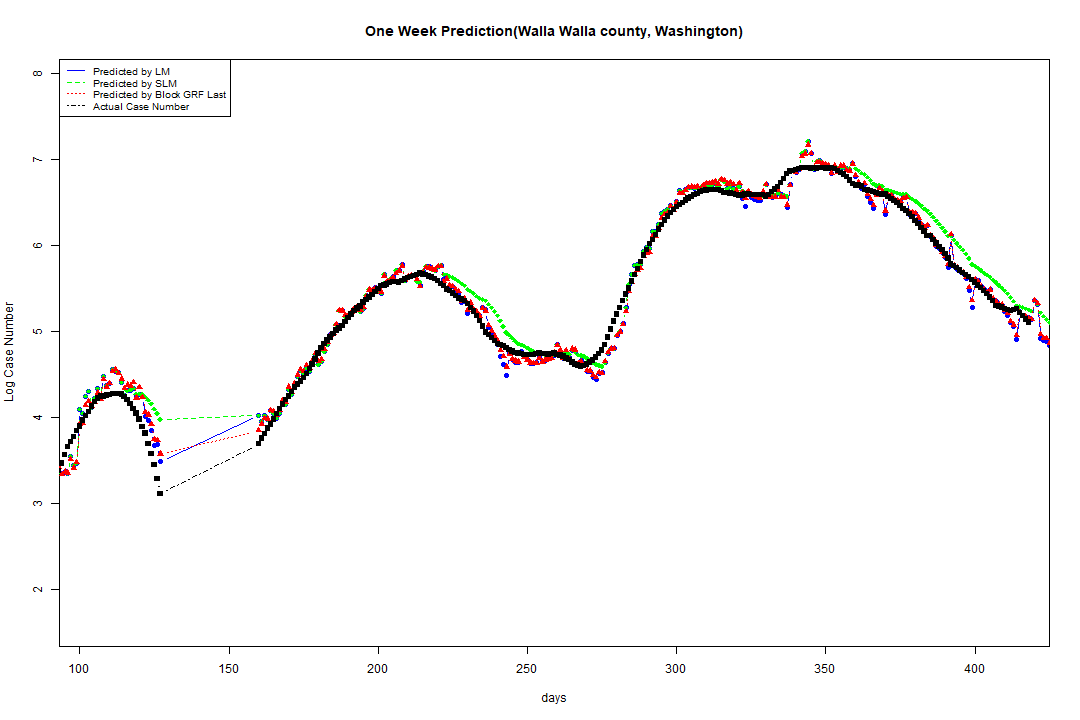 One Week Prediction(Walla Walla county, Washington)
Predicted by LM
Predicted by SLM
Predicted by Block GRF Last
Actual Case Number
8
7
6
5
4
3
2
Log Case Number
100 150 200 250 300 350 400
days